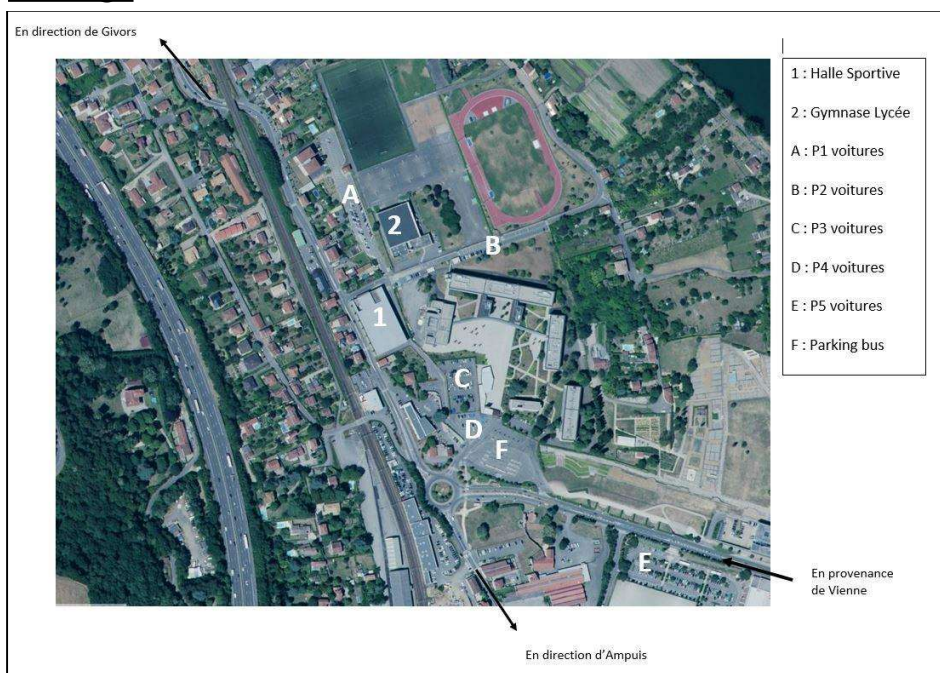 En direction de Givors
1 : Halle Sportive
2 : Gymnase Lycée
A : P1 voitures
B : P2 voitures
C : P3 voitures
D : P4 voitures
E : P5 voitures
F : Parking bus
A
2
B
1
C
D
F
E
En provenance
de Vienne
En direction d'Ampuis